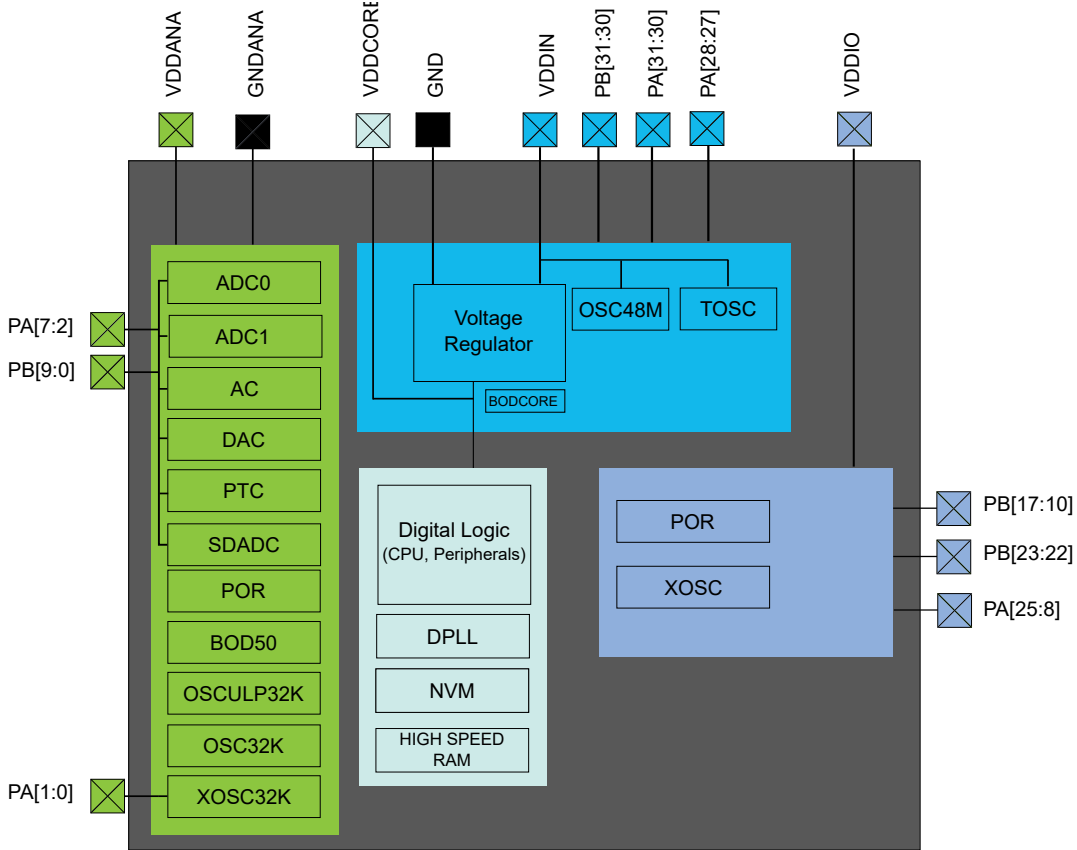 VDDANA
GNDANA
VDDCORE
GND
VDDIN
PB[31:30]
PA[31:30]
PA[28:27]
VDDIO
PA[7:2]
PB[9:0]
PA[1:0]
ADC0
ADC1
AC
DAC
PTC
SDADC
POR
BOD50
OSCULP32K
OSC32K
XOSC32K
Voltage
Regulator
OSC48M
TOSC
BODCORE
Digital Logic
(CPU, Peripherals)
DPLL
NVM
HIGH SPEED
RAM
POR
XOSC
PB[17:10]
PB[23:22]
PA[25:8]